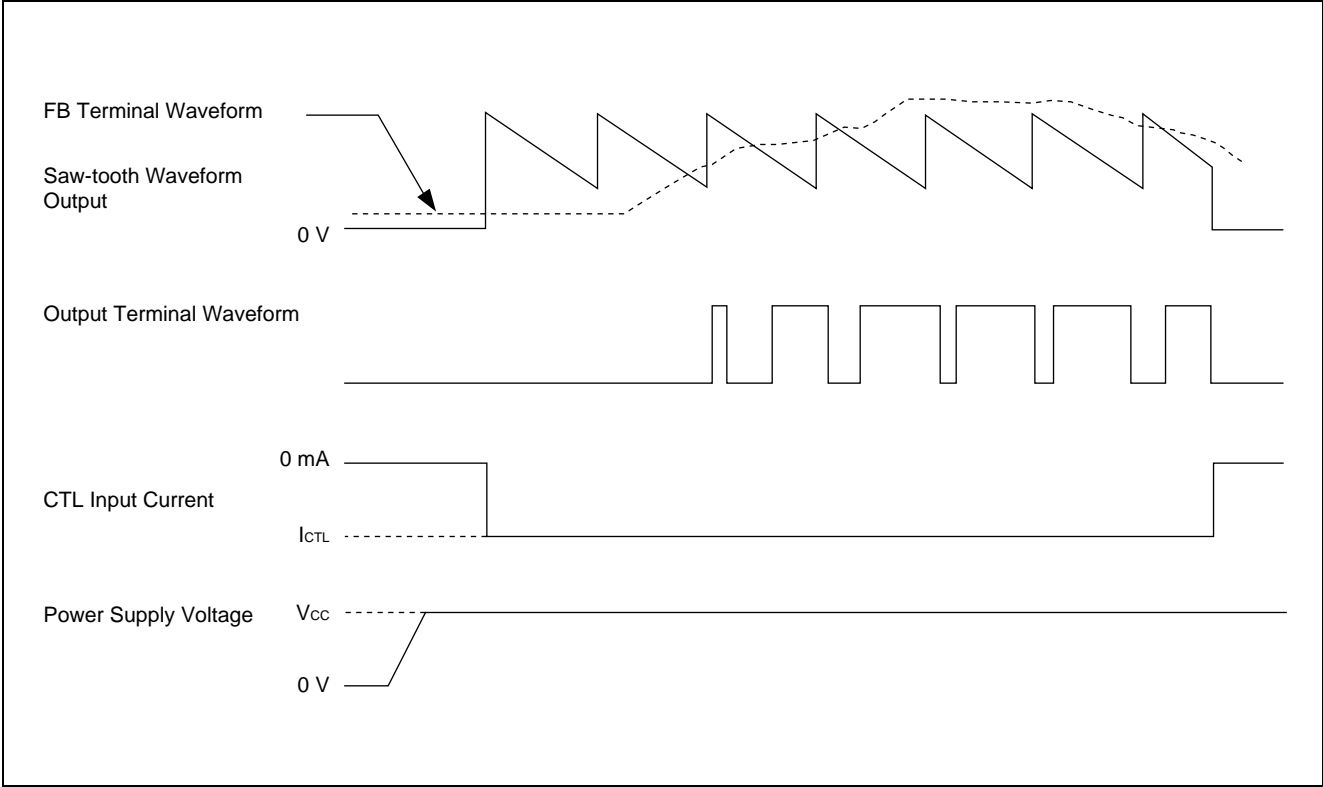 FB Terminal Waveform
Saw-tooth Waveform
Output
0 V
Output Terminal Waveform
0 mA
CTL Input Current
ICTL
Power Supply Voltage
VCC
0 V